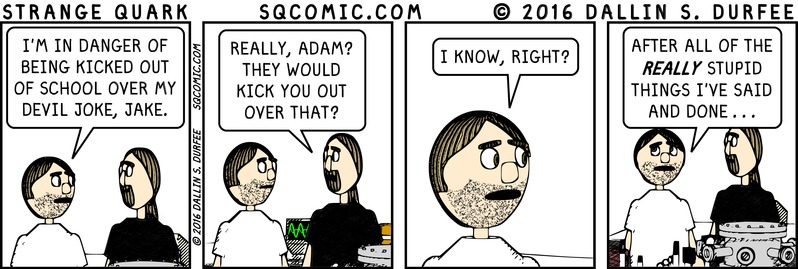 STRANGE QUARK
SQCOMIC.COM
© 2016 DALLIN S. DURFEE
I'M IN DANGER OF
BEING KICKED OUT
OF SCHOOL OVER MY
DEVIL JOKE, JAKE.
© 2016 DALLIN S. DURFEE SQCOMIC.COM
REALLY, ADAM?
THEY WOULD
KICK YOU OUT
OVER THAT?
I KNOW, RIGHT?
AFTER ALL OF THE
REALLY STUPID
THINGS I'VE SAID
AND DONE...